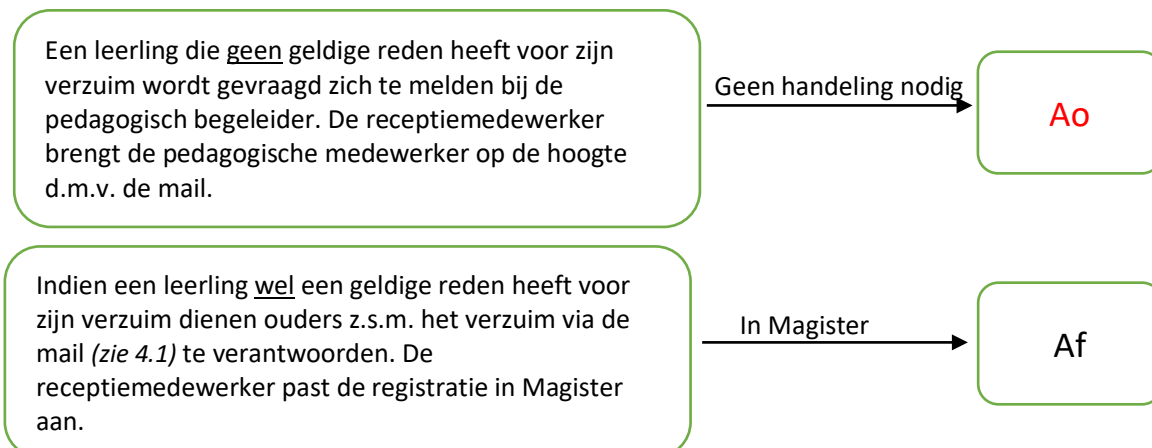 Een leerling die geen geldige reden heeft voor zijn
verzuim wordt gevraagd zich te melden bij de
pedagogisch begeleider. De receptiemedewerker
brengt de pedagogische medewerker op de hoogte
d.m.v. de mail.
Geen handeling nodig
Ao
Indien een leerling wel een geldige reden heeft voor
zijn verzuim dienen ouders z.s.m. het verzuim via de
mail (zie 4.1) te verantwoorden. De
receptiemedewerker past de registratie in Magister
aan.
In Magister
Af